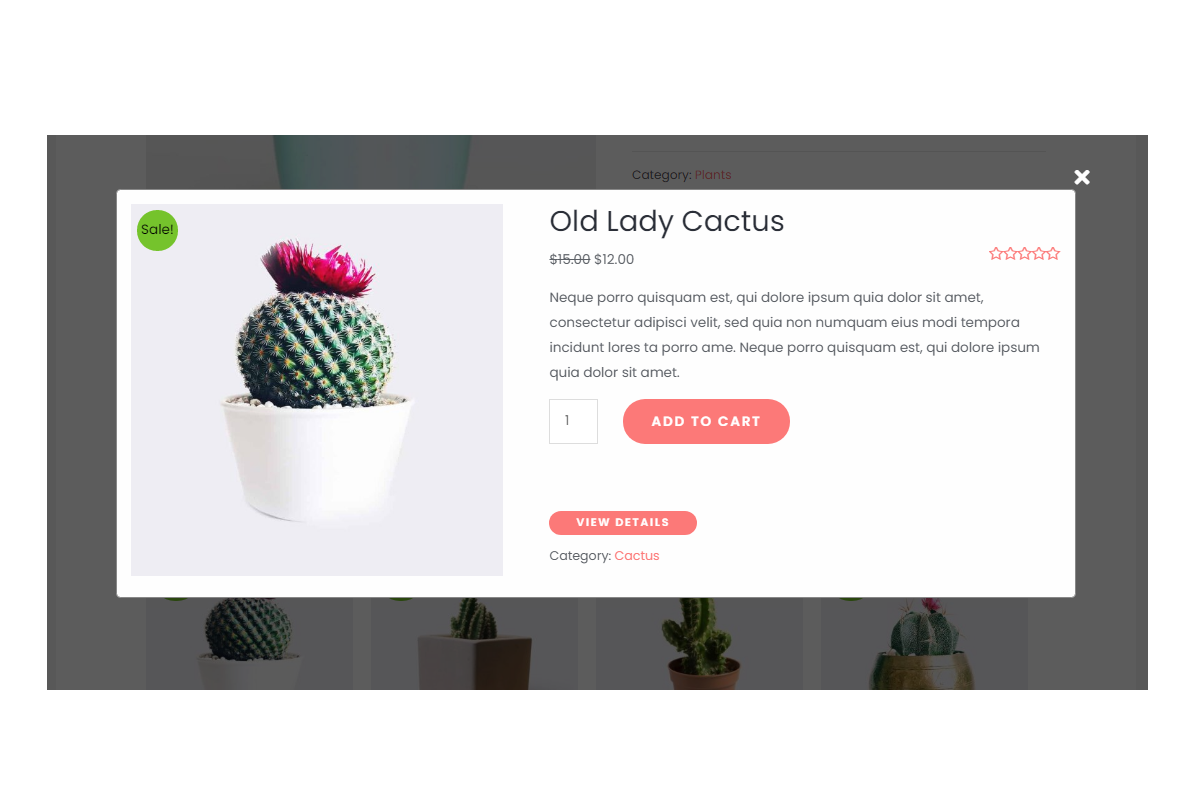 Category: Plants
Sale!
Old Lady Cactus
$15.00 $12.00
Neque porro quisquam est, qui dolore ipsum quia dolor sit amet,
consectetur adipisci velit, sed quia non numquam eius modi tempora
incidunt lores ta porro ame. Neque porro quisquam est, qui dolore ipsum
quia dolor sit amet.
1
ADD TO CART
VIEW DETAILS
Category: Cactus